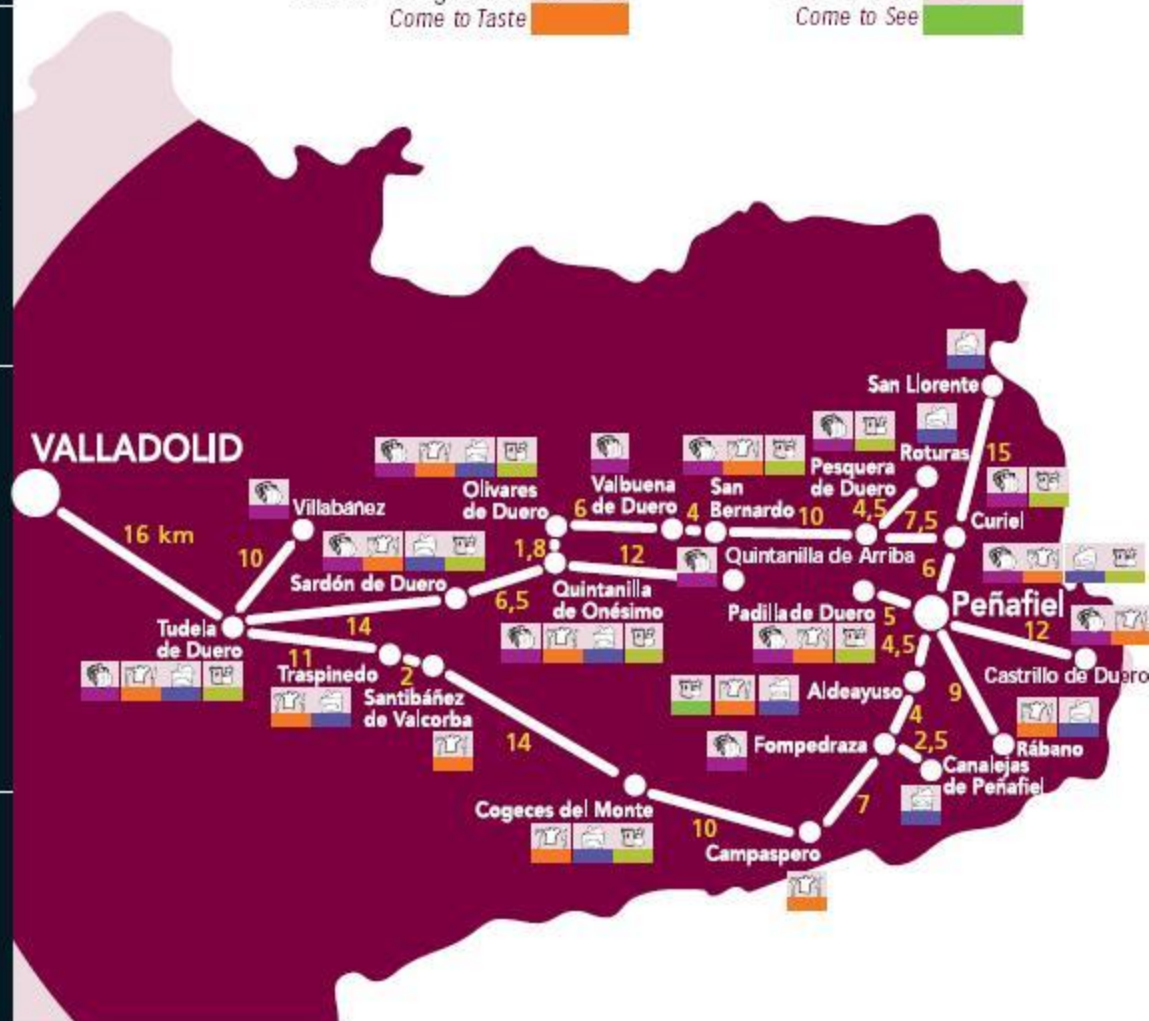 Come to Taste
Come to See
San Llorente
VALLADOLID
15
Roturas
Pesquera
de Duero
Olivares
de Duero
Valbuena
de Duero
San
Bernardo
Villabáñez
6
4
10
4,5
7,5
Curiel
16 km
10
1,8
12
Quintanilla de Arriba
6
Sardón de Duero
6,5
Quintanilla
de Onésimo
Padilla de Duero
5
Peñafiel
12
Tudela
de Duero
14
11
Traspinedo
2
Santibáñez
de Valcorba
4,5
Castrillo de Duero
Aldeayuso
9
4
14
Fompedraza
2,5
Rábano
Canalejas
de Peñafiel
Cogeces del Monte
7
10
Campaspero